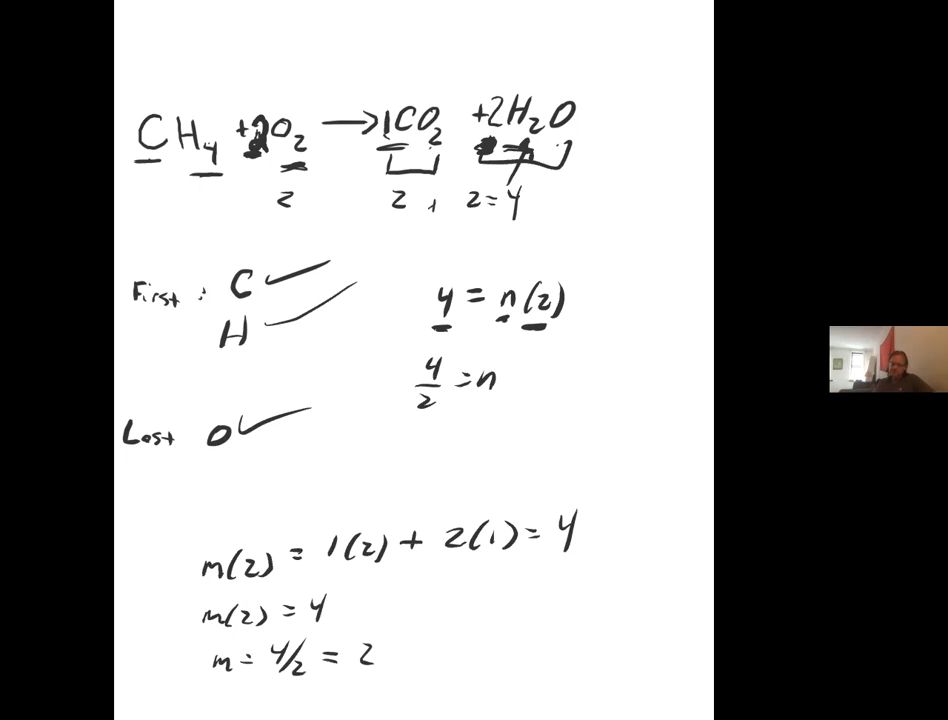 CH₄ + 2O₂ → 1CO₂ + 2H₂O
2 2 + 2 = 4
First : C ✓
H ✓
4 = n(2)
4/2 = n
Last O ✓
m(2) = 1(2) + 2(1) = 4
m(2) = 4
m = 4/2 = 2